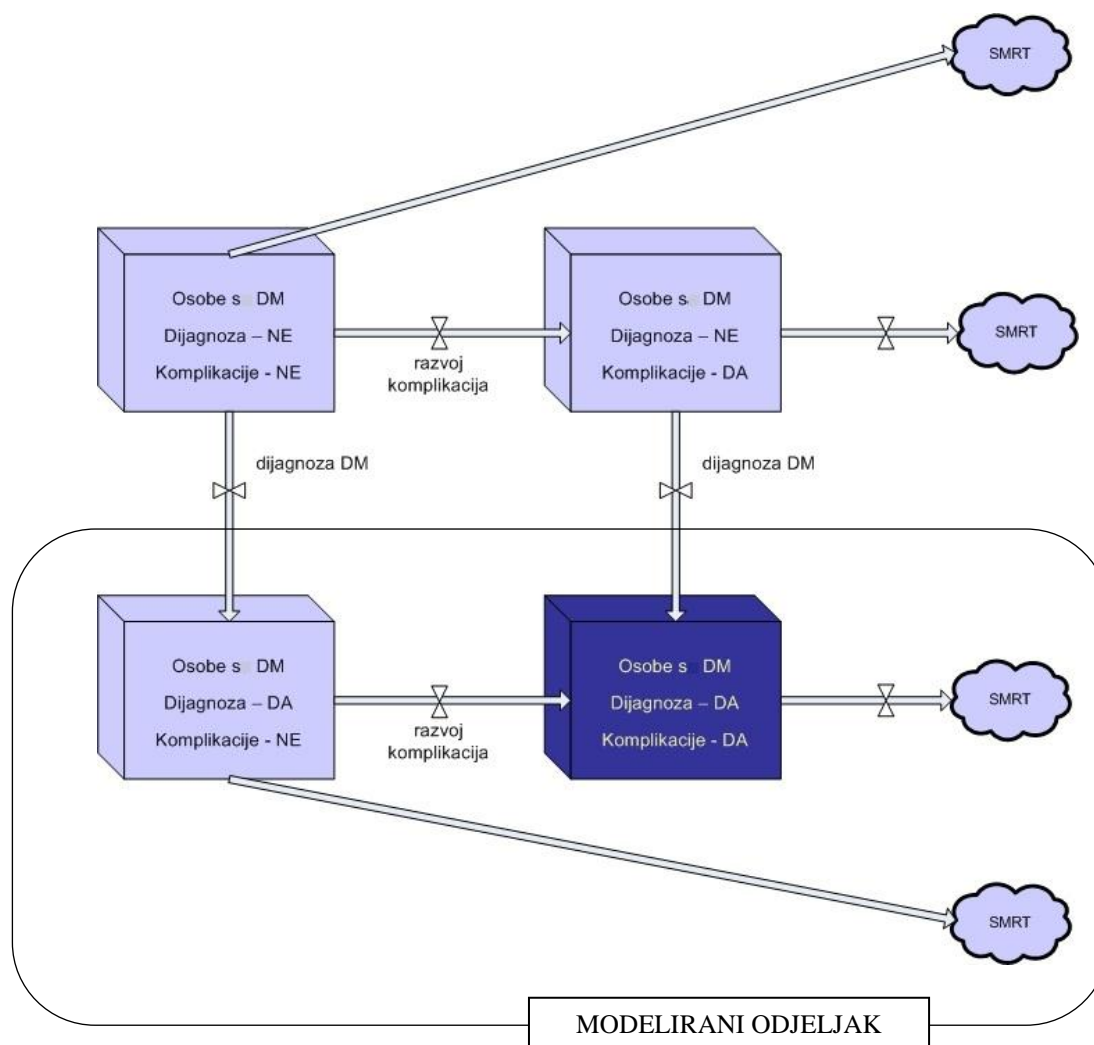 SMRT
Osobe s DM
Dijagnoza – NE
Komplikacije - NE
razvoj
komplikacija
Osobe s DM
Dijagnoza – NE
Komplikacije - DA
SMRT
dijagnoza DM
dijagnoza DM
Osobe s DM
Dijagnoza – DA
Komplikacije - NE
razvoj
komplikacija
Osobe s DM
Dijagnoza – DA
Komplikacije - DA
SMRT
SMRT
MODELIRANI ODJELJAK